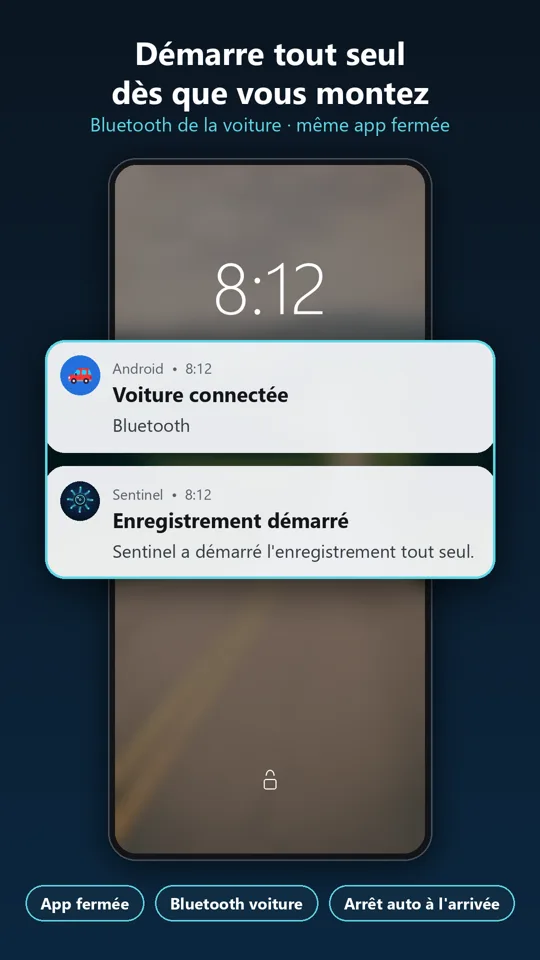 Démarre tout seul
dès que vous montez
Bluetooth de la voiture · même app fermée
8:12
Android • 8:12
Voiture connectée
Bluetooth
Sentinel • 8:12
Enregistrement démarré
Sentinel a démarré l'enregistrement tout seul.
App fermée
Bluetooth voiture
Arrêt auto à l'arrivée